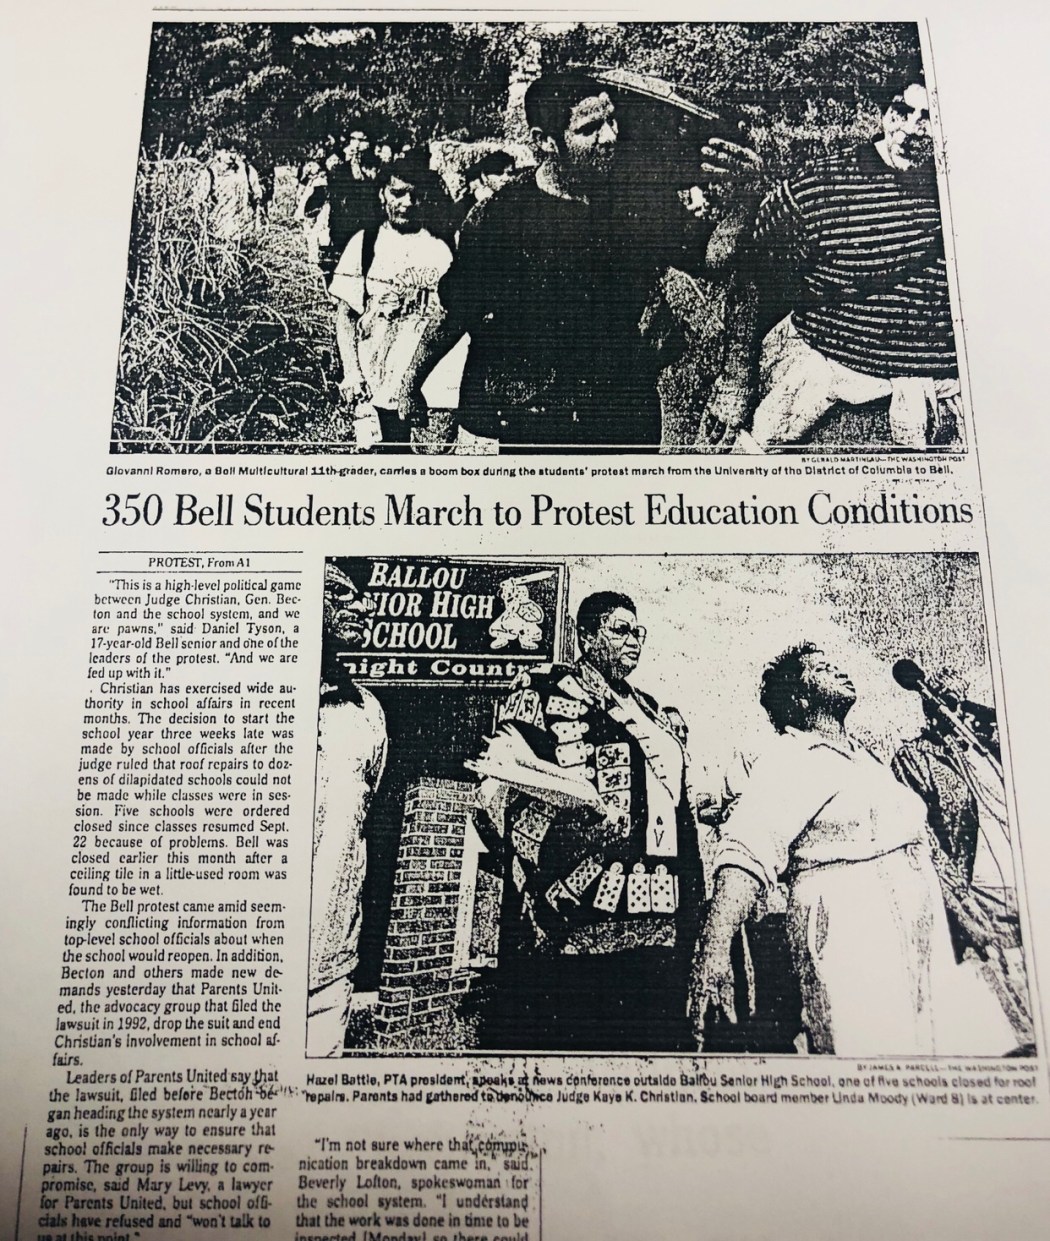 BY GERALD MARTINEAU—THE WASHINGTON POST
Giovanni Romero, a Bell Multicultural 11th-grader, carries a boom box during the students' protest march from the University of the District of Columbia to Bell.
350 Bell Students March to Protest Education Conditions
PROTEST, From A1
"This is a high-level political game
between Judge Christian, Gen. Bec-
ton and the school system, and we
are pawns," said Daniel Tyson, a
17-year-old Bell senior and one of the
leaders of the protest. "And we are
fed up with it."
Christian has exercised wide au-
thority in school affairs in recent
months. The decision to start the
school year three weeks late was
made by school officials after the
judge ruled that roof repairs to doz-
ens of dilapidated schools could not
be made while classes were in ses-
sion. Five schools were ordered
closed since classes resumed Sept.
22 because of problems. Bell was
closed earlier this month after a
ceiling tile in a little-used room was
found to be wet.
The Bell protest came amid seem-
ingly conflicting information from
top-level school officials about when
the school would reopen. In addition,
Becton and others made new de-
mands yesterday that Parents Unit-
ed, the advocacy group that filed the
lawsuit in 1992, drop the suit and end
Christian's involvement in school af-
fairs.
Leaders of Parents United say that
the lawsuit, filed before Becton be-
gan heading the system nearly a year
ago, is the only way to ensure that
school officials make necessary re-
pairs. The group is willing to com-
promise, said Mary Levy, a lawyer
for Parents United, but school offi-
cials have refused and "won't talk to
us at this point."
BALLOU
NIOR HIGH
SCHOOL
night Country
BY JAMES A. PARCELL—THE WASHINGTON POST
Hazel Battle, PTA president, speaks at news conference outside Ballou Senior High School, one of five schools closed for roof
repairs. Parents had gathered to denounce Judge Kaye K. Christian. School board member Linda Moody (Ward 8) is at center.
"I'm not sure where that commu-
nication breakdown came in," said
Beverly Lofton, spokeswoman for
the school system. "I understand
that the work was done in time to be
inspected [Monday] so there could